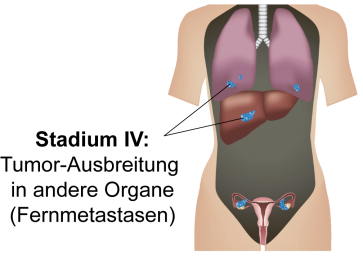 Stadium IV:
Tumor-Ausbreitung
in andere Organe
(Fernmetastasen)